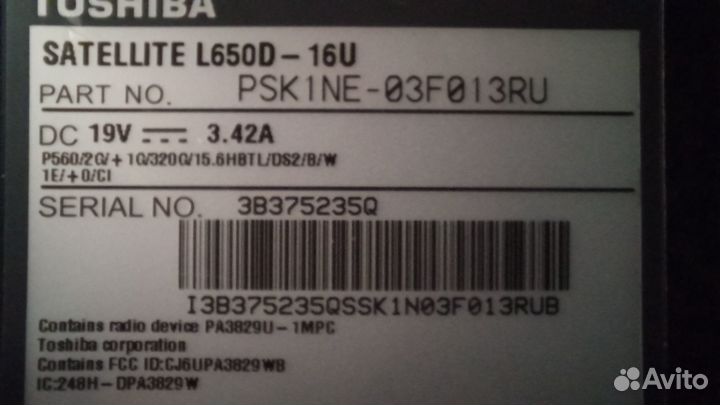 TOSHIBA
SATELLITE L650D-16U
PART NO. PSK1NE-03F013RU
DC 19V 3.42A
P560/2G/+1G/320G/15.6HBTL/DS2/B/W
1E/+0/CI
SERIAL NO. 3B375235Q
I3B375235QSSK1N03F013RUB
Contains radio device PA3829U-1MPC
Toshiba corporation
Contains FCC ID:CJ6UPA3829WB
IC:248H-DPA3829W
Avito